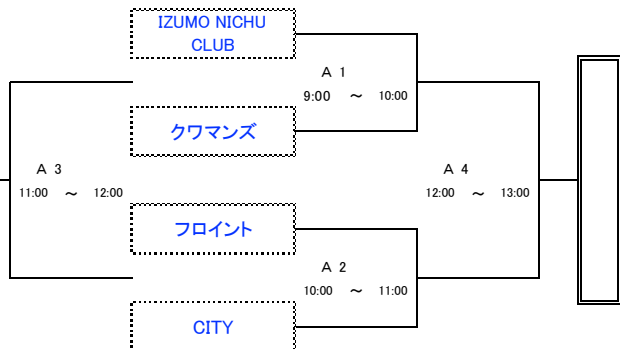 IZUMO NICHU
CLUB
Ａ 1
9:00 ～ 10:00
クワマンズ
Ａ 3
11:00 ～ 12:00
Ａ 4
12:00 ～ 13:00
フロイント
Ａ 2
10:00 ～ 11:00
CITY